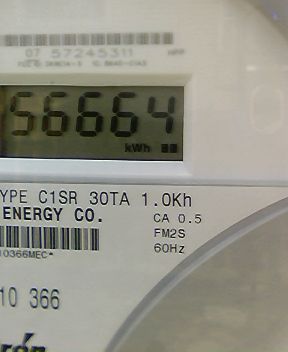 07 57245311
56664
kWh
YPE C1SR 30TA 1.0Kh
ENERGY CO.
CA 0.5
FM2S
60Hz
10366MEC*
10 366
rón